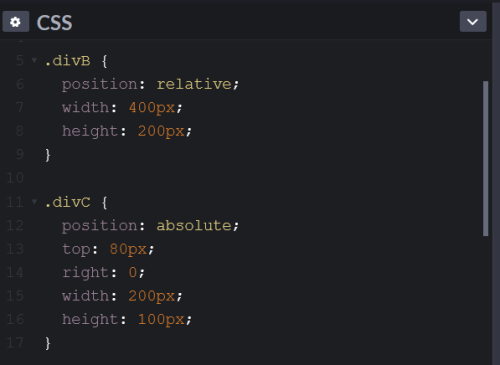 CSS
5 .divB {
6 position: relative;
7 width: 400px;
8 height: 200px;
9 }
10
11 .divC {
12 position: absolute;
13 top: 80px;
14 right: 0;
15 width: 200px;
16 height: 100px;
17 }